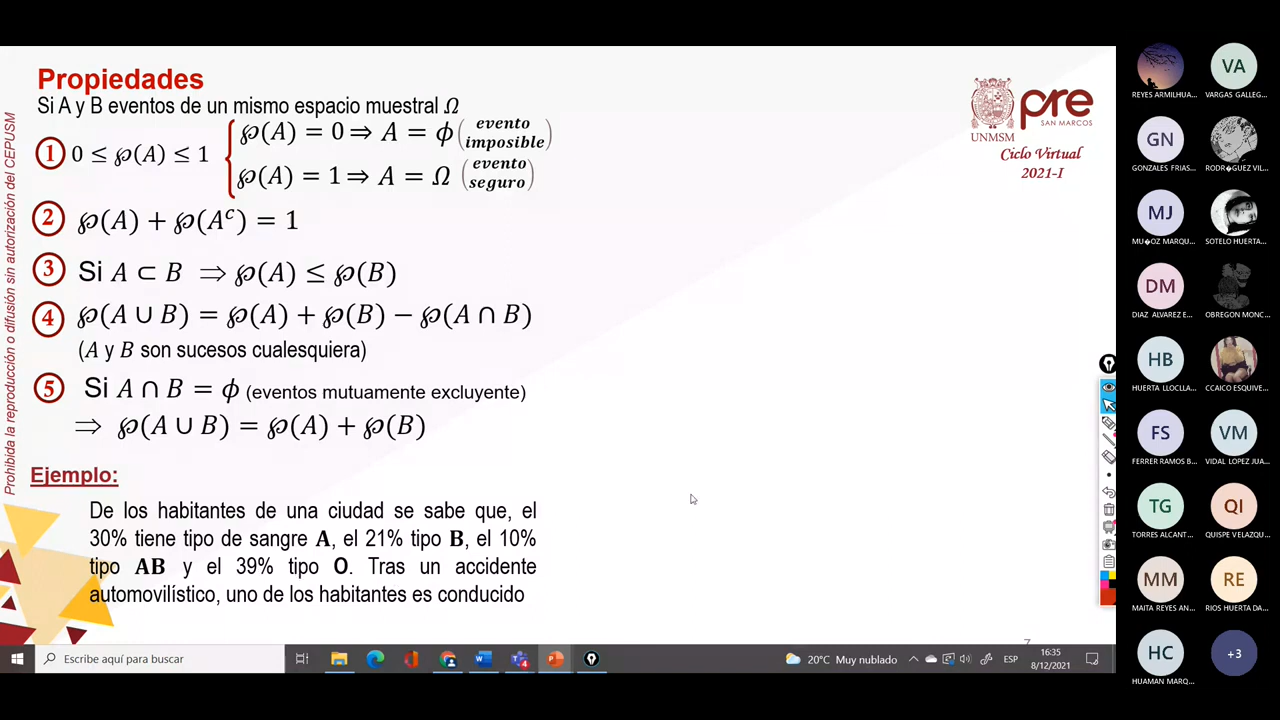 Prohibida la reproducción o difusión sin autorización del CEPUSM
Propiedades
Si A y B eventos de un mismo espacio muestral Ω
1 0 ≤ ℘(A) ≤ 1
℘(A) = 0 ⇒ A = ϕ (evento imposible)
℘(A) = 1 ⇒ A = Ω (evento seguro)
2 ℘(A) + ℘(Aᶜ) = 1
3 Si A ⊂ B ⇒ ℘(A) ≤ ℘(B)
4 ℘(A ∪ B) = ℘(A) + ℘(B) − ℘(A ∩ B)
(A y B son sucesos cualesquiera)
5 Si A ∩ B = ϕ (eventos mutuamente excluyente)
⇒ ℘(A ∪ B) = ℘(A) + ℘(B)
Ejemplo:
De los habitantes de una ciudad se sabe que, el
30% tiene tipo de sangre A, el 21% tipo B, el 10%
tipo AB y el 39% tipo O. Tras un accidente
automovilístico, uno de los habitantes es conducido
UNMSM
pre
SAN MARCOS
Ciclo Virtual
2021-I
Escribe aquí para buscar
20°C Muy nublado
ESP
16:35
8/12/2021
REYES ARMILHUA...
VA
VARGAS GALLEG...
GN
GONZALES FRIAS...
RODR�GUEZ VIL...
MJ
MU�OZ MARQU...
SOTELO HUERTA...
DM
DIAZ ALVAREZ E...
OBREGON MONC...
HB
HUERTA LLOCLLA...
CCAICO ESQUIVE...
FS
FERRER RAMOS B...
VM
VIDAL LOPEZ JUA...
TG
TORRES ALCANT...
QI
QUISPE VELAZQU...
MM
MAITA REYES AN...
RE
RIOS HUERTA DA...
HC
HUAMAN MARQ...
+3